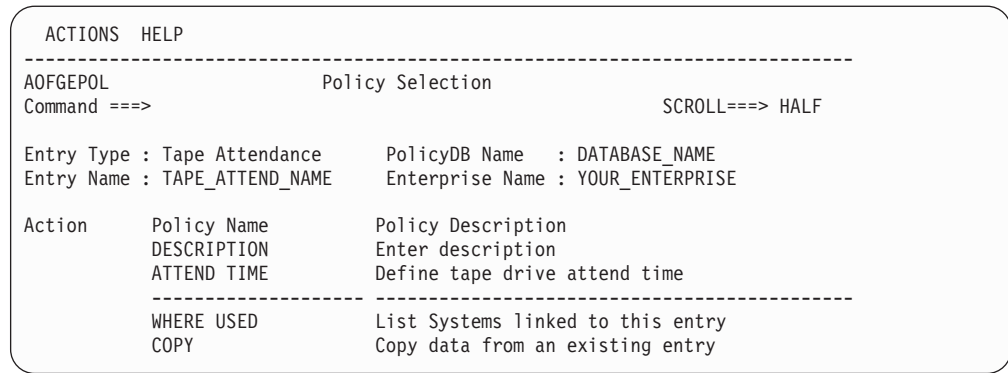 ACTIONS HELP
--------------------------------------------------------------------------------
AOFGEPOL Policy Selection
Command ===> SCROLL===> HALF
Entry Type : Tape Attendance PolicyDB Name : DATABASE_NAME
Entry Name : TAPE_ATTEND_NAME Enterprise Name : YOUR_ENTERPRISE
Action Policy Name Policy Description
DESCRIPTION Enter description
ATTEND TIME Define tape drive attend time
-------------------- ---------------------------------------------
WHERE USED List Systems linked to this entry
COPY Copy data from an existing entry